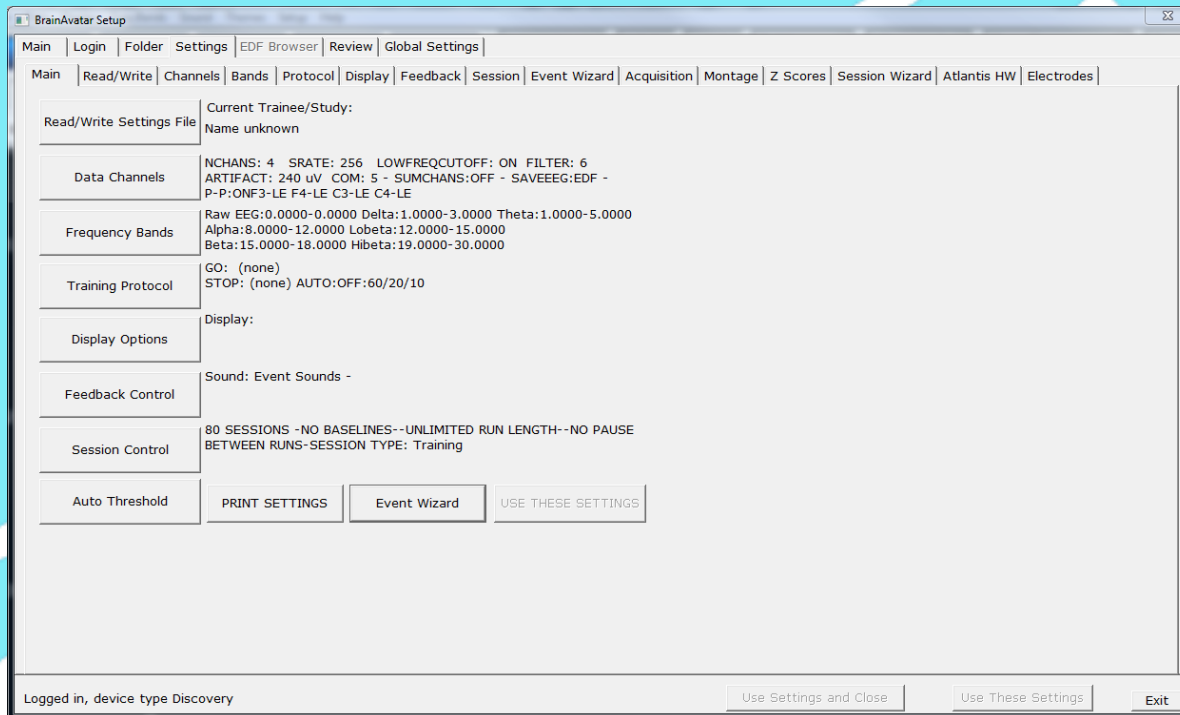 BrainAvatar Setup
Main Login Folder Settings EDF Browser Review Global Settings
Main Read/Write Channels Bands Protocol Display Feedback Session Event Wizard Acquisition Montage Z Scores Session Wizard Atlantis HW Electrodes
Read/Write Settings File
Current Trainee/Study:
Name unknown
Data Channels
NCHANS: 4 SRATE: 256 LOWFREQCUTOFF: ON FILTER: 6
ARTIFACT: 240 uV COM: 5 - SUMCHANS:OFF - SAVEEEG:EDF -
P-P:ONF3-LE F4-LE C3-LE C4-LE
Frequency Bands
Raw EEG:0.0000-0.0000 Delta:1.0000-3.0000 Theta:1.0000-5.0000
Alpha:8.0000-12.0000 Lobeta:12.0000-15.0000
Beta:15.0000-18.0000 Hibeta:19.0000-30.0000
Training Protocol
GO: (none)
STOP: (none) AUTO:OFF:60/20/10
Display Options
Display:
Feedback Control
Sound: Event Sounds -
Session Control
80 SESSIONS -NO BASELINES--UNLIMITED RUN LENGTH--NO PAUSE
BETWEEN RUNS-SESSION TYPE: Training
Auto Threshold PRINT SETTINGS Event Wizard USE THESE SETTINGS
Logged in, device type Discovery Use Settings and Close Use These Settings Exit